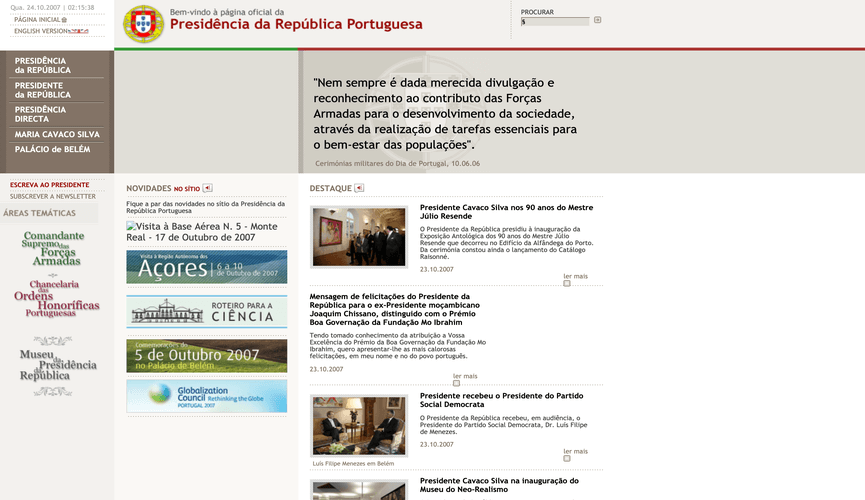 Qua. 24.10.2007 | 02:15:38
PÁGINA INICIAL
ENGLISH VERSION
Bem-vindo à página oficial da
Presidência da República Portuguesa
PROCURAR
PRESIDÊNCIA
da REPÚBLICA
PRESIDENTE
da REPÚBLICA
PRESIDÊNCIA
DIRECTA
MARIA CAVACO SILVA
PALÁCIO de BELÉM
"Nem sempre é dada merecida divulgação e
reconhecimento ao contributo das Forças
Armadas para o desenvolvimento da sociedade,
através da realização de tarefas essenciais para
o bem-estar das populações".
Cerimónias militares do Dia de Portugal, 10.06.06
ESCREVA AO PRESIDENTE
SUBSCREVER A NEWSLETTER
ÁREAS TEMÁTICAS
Comandante
Supremo das
Forças
Armadas
Chancelaria
das
Ordens
Honoríficas
Portuguesas
Museu da
Presidência
da
República
NOVIDADES NO SÍTIO
Fique a par das novidades no sítio da Presidência da
República Portuguesa
Visita à Base Aérea N. 5 - Monte
Real - 17 de Outubro de 2007
Visita à Região Autónoma dos
Açores 6 a 10
de Outubro de 2007
ROTEIRO PARA A
CIÊNCIA
Comemorações do
5 de Outubro 2007
no Palácio de Belém
Globalization
Council Rethinking the Globe
PORTUGAL 2007
DESTAQUE
Presidente Cavaco Silva nos 90 anos do Mestre
Júlio Resende
O Presidente da República presidiu à inauguração da
Exposição Antológica dos 90 anos do Mestre Júlio
Resende que decorreu no Edifício da Alfândega do Porto.
Da cerimónia constou ainda o lançamento do Catálogo
Raisonné.
23.10.2007
ler mais
Mensagem de felicitações do Presidente da
República para o ex-Presidente moçambicano
Joaquim Chissano, distinguido com o Prémio
Boa Governação da Fundação Mo Ibrahim
Tendo tomado conhecimento da atribuição a Vossa
Excelência do Prémio da Boa Governação da Fundação Mo
Ibrahim, quero apresentar-lhe as mais calorosas
felicitações, em meu nome e no do povo português.
23.10.2007
ler mais
Presidente recebeu o Presidente do Partido
Social Democrata
O Presidente da República recebeu, em audiência, o
Presidente do Partido Social Democrata, Dr. Luís Filipe
de Menezes.
23.10.2007
ler mais
Luís Filipe Menezes em Belém
Presidente Cavaco Silva na inauguração do
Museu do Neo-Realismo